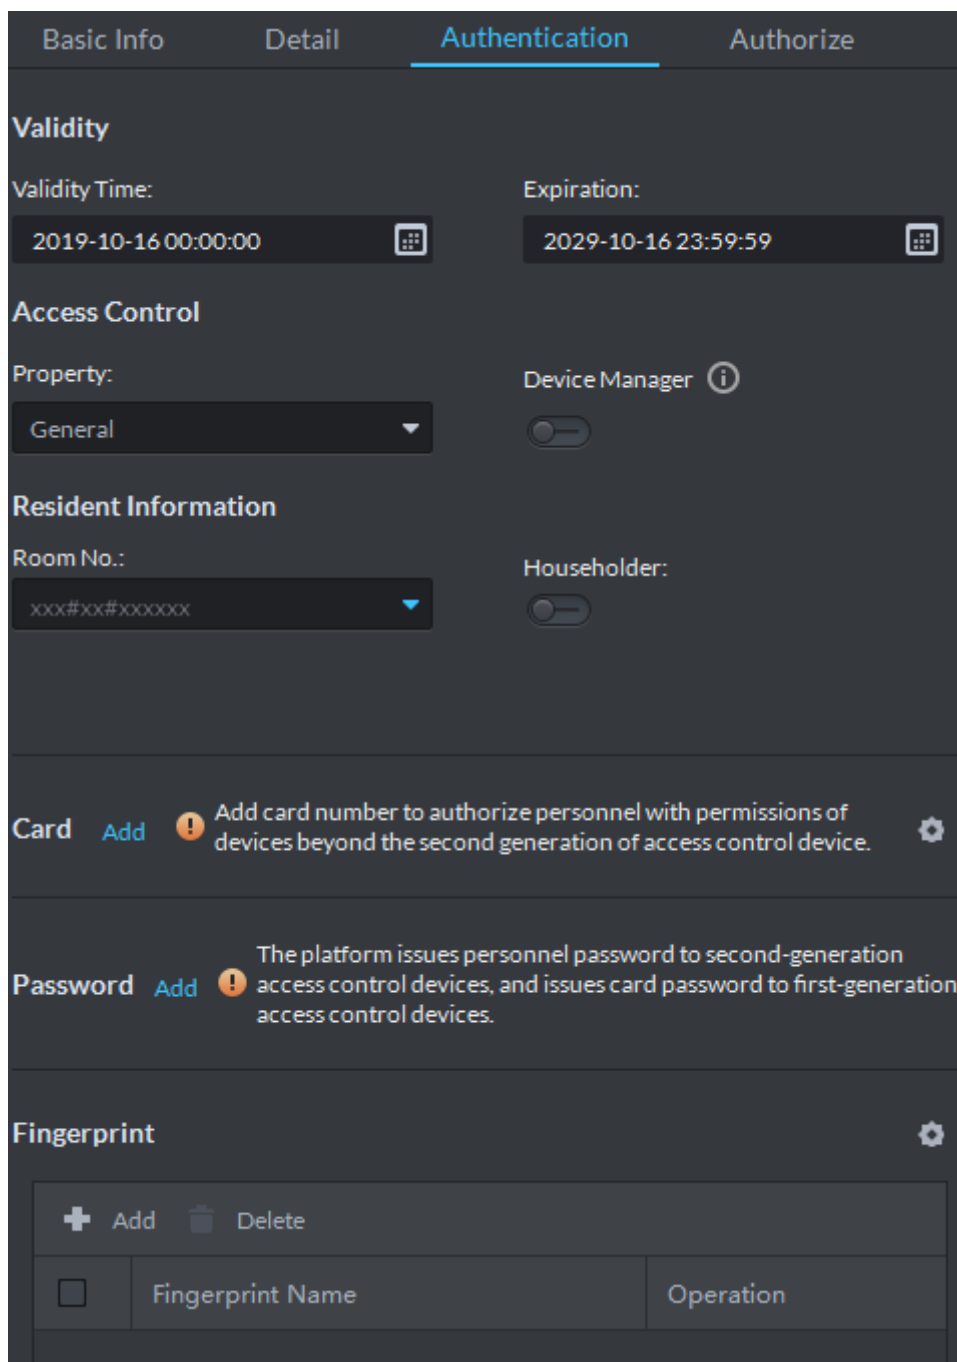 Basic Info Detail Authentication Authorize
Validity
Validity Time: Expiration:
2019-10-16 00:00:00 2029-10-16 23:59:59
Access Control
Property: Device Manager
General
Resident Information
Room No.: Householder:
xxx#xx#xxxxxx
Card Add Add card number to authorize personnel with permissions of
devices beyond the second generation of access control device.
The platform issues personnel password to second-generation
Password Add access control devices, and issues card password to first-generation
access control devices.
Fingerprint
Add Delete
Fingerprint Name Operation